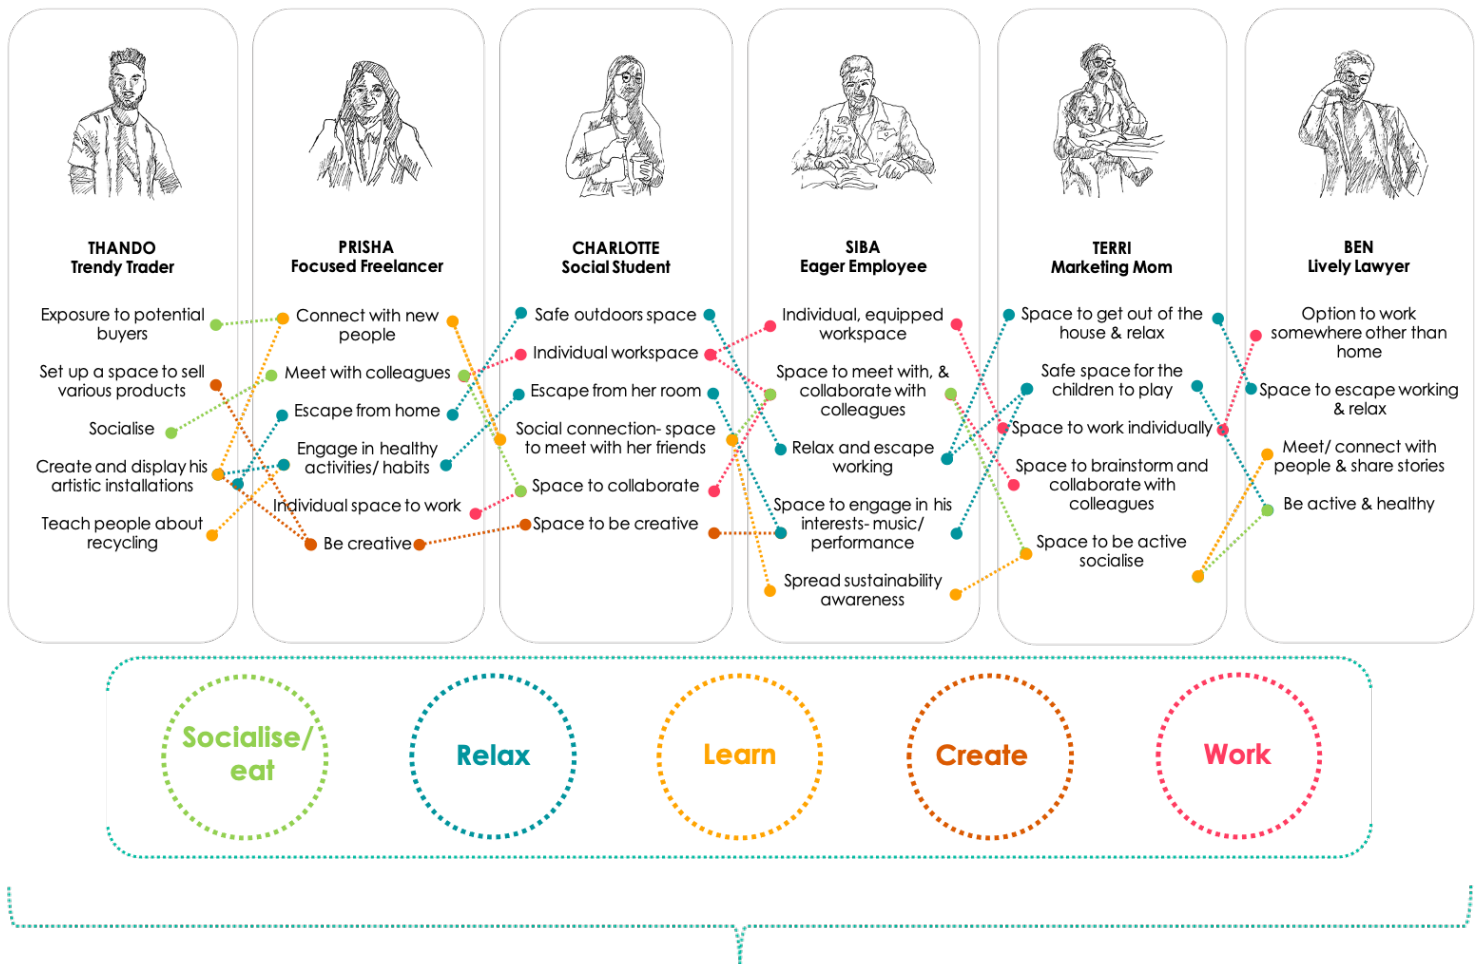 THANDO
Trendy Trader
Exposure to potential
buyers
Set up a space to sell
various products
Socialise
Create and display his
artistic installations
Teach people about
recycling
PRISHA
Focused Freelancer
Connect with new
people
Meet with colleagues
Escape from home
Engage in healthy
activities/ habits
Individual space to work
Be creative
CHARLOTTE
Social Student
Safe outdoors space
Individual workspace
Escape from her room
Social connection- space
to meet with her friends
Space to collaborate
Space to be creative
SIBA
Eager Employee
Individual, equipped
workspace
Space to meet with, &
collaborate with
colleagues
Relax and escape
working
Space to engage in his
interests- music/
performance
Spread sustainability
awareness
TERRI
Marketing Mom
Space to get out of the
house & relax
Safe space for the
children to play
Space to work individually
Space to brainstorm and
collaborate with
colleagues
Space to be active
socialise
BEN
Lively Lawyer
Option to work
somewhere other than
home
Space to escape working
& relax
Meet/ connect with
people & share stories
Be active & healthy
Socialise/
eat
Relax
Learn
Create
Work